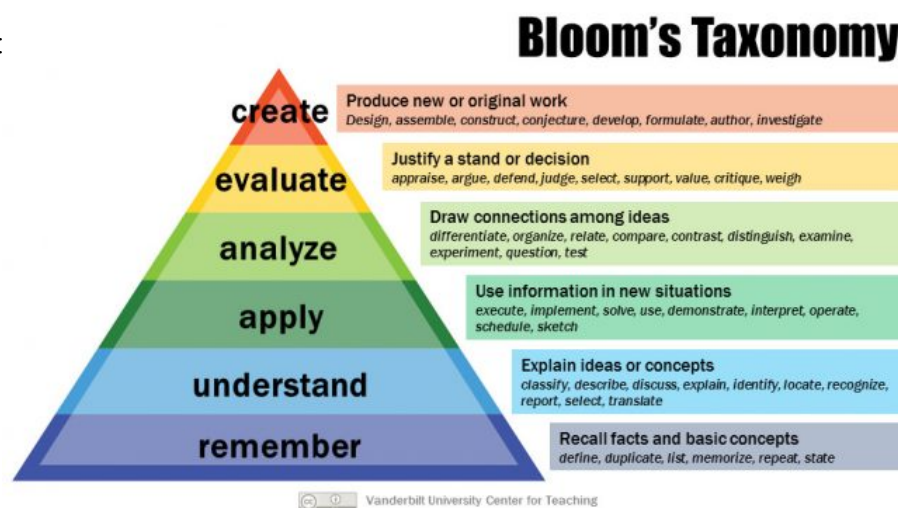 Bloom's Taxonomy
create
Produce new or original work
Design, assemble, construct, conjecture, develop, formulate, author, investigate
evaluate
Justify a stand or decision
appraise, argue, defend, judge, select, support, value, critique, weigh
analyze
Draw connections among ideas
differentiate, organize, relate, compare, contrast, distinguish, examine,
experiment, question, test
apply
Use information in new situations
execute, implement, solve, use, demonstrate, interpret, operate,
schedule, sketch
understand
Explain ideas or concepts
classify, describe, discuss, explain, identify, locate, recognize,
report, select, translate
remember
Recall facts and basic concepts
define, duplicate, list, memorize, repeat, state
cc Vanderbilt University Center for Teaching